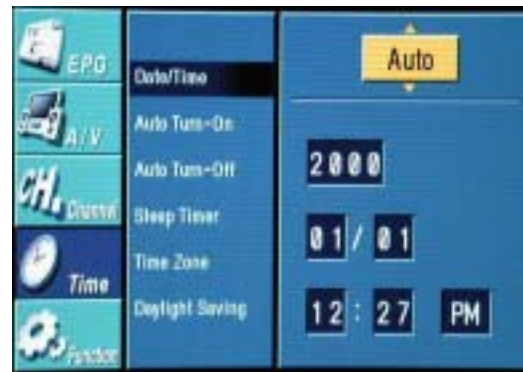 EPG
A/V
CH. Channel
Time
Function
Date/Time
Auto Turn-On
Auto Turn-Off
Sleep Timer
Time Zone
Daylight Saving
Auto
2000
01/01
12:27 PM